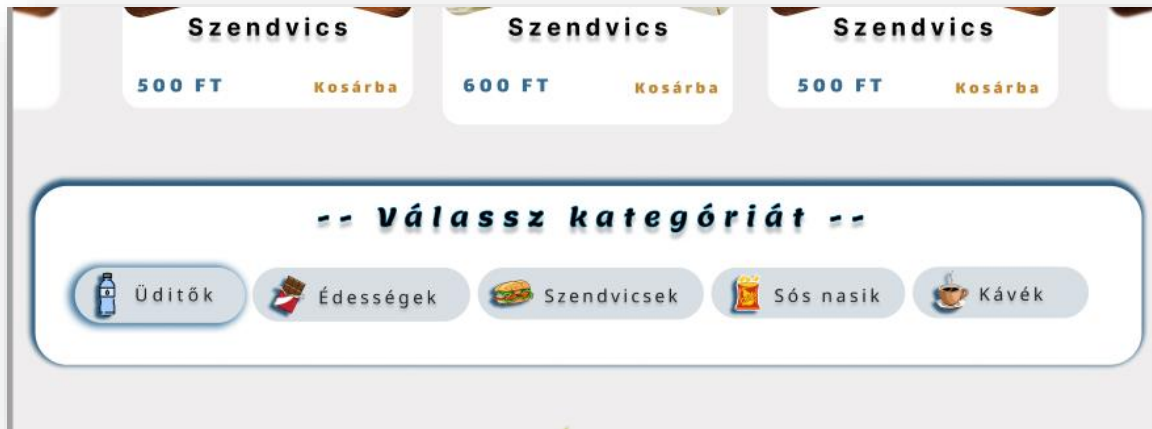 Szendvics Szendvics Szendvics
500 FT Kosárba 600 FT Kosárba 500 FT Kosárba
-- Válassz kategóriát --
Üditők Édességek Szendvicsek Sós nasik Kávék